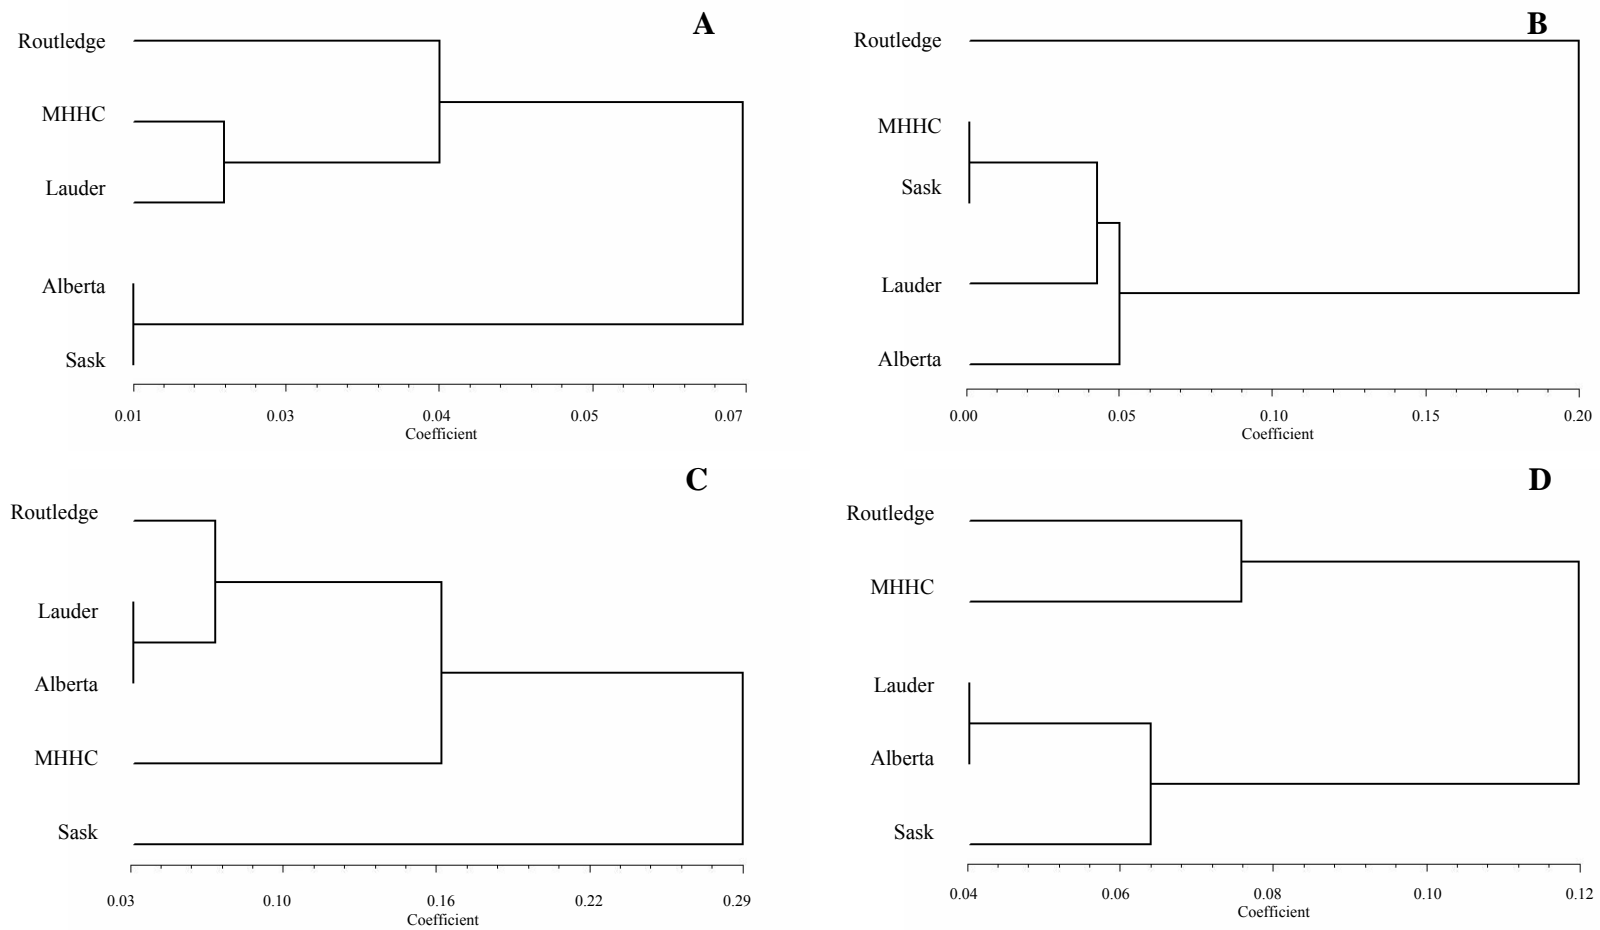 A
Routledge
MHHC
Lauder
Alberta
Sask
0.01 0.03 0.04 0.05 0.07
Coefficient
B
Routledge
MHHC
Sask
Lauder
Alberta
0.00 0.05 0.10 0.15 0.20
Coefficient
C
Routledge
Lauder
Alberta
MHHC
Sask
0.03 0.10 0.16 0.22 0.29
Coefficient
D
Routledge
MHHC
Lauder
Alberta
Sask
0.04 0.06 0.08 0.10 0.12
Coefficient